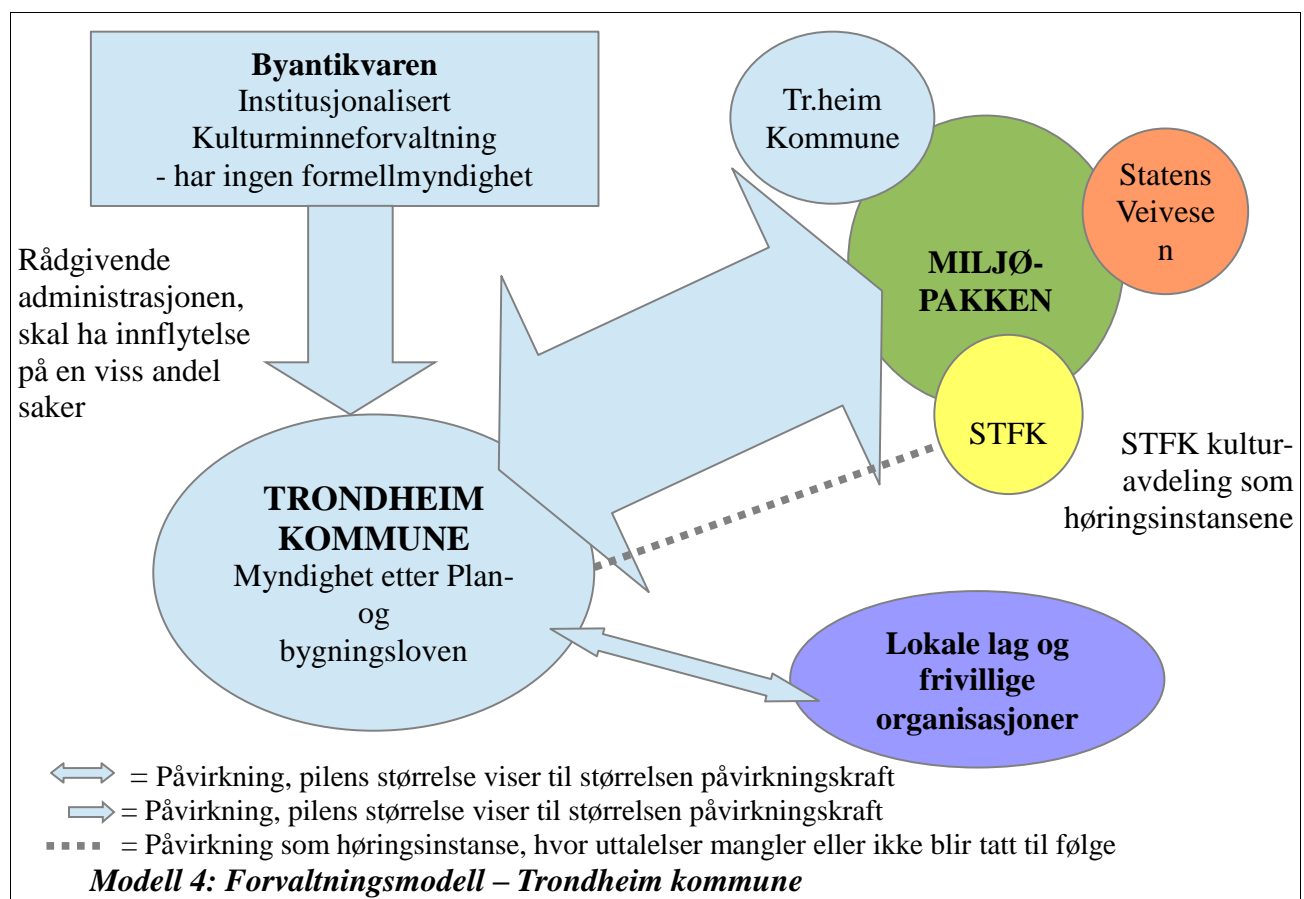 Byantikvaren
Institusjonalisert
Kulturminneforvaltning
- har ingen formellmyndighet
Rådgivende
administrasjonen,
skal ha innflytelse
på en viss andel
saker
Tr.heim
Kommune
Statens
Veivese
n
MILJØ-
PAKKEN
STFK
STFK kultur-
avdeling som
høringsinstansene
TRONDHEIM
KOMMUNE
Myndighet etter Plan-
og
bygningsloven
Lokale lag og
frivillige
organisasjoner
= Påvirkning, pilens størrelse viser til størrelsen påvirkningskraft
= Påvirkning, pilens størrelse viser til størrelsen påvirkningskraft
= Påvirkning som høringsinstanse, hvor uttalelser mangler eller ikke blir tatt til følge
Modell 4: Forvaltningsmodell – Trondheim kommune